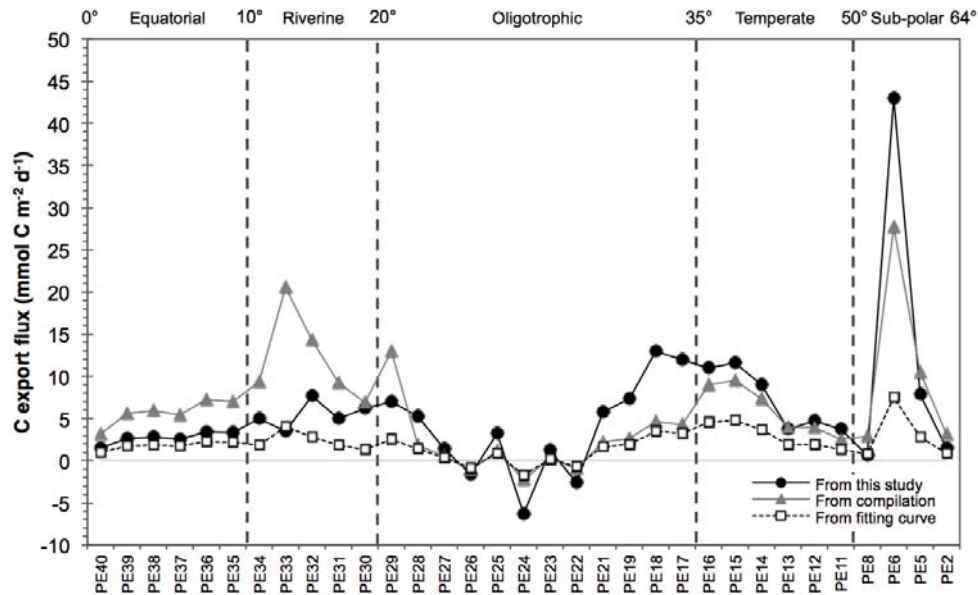 0° Equatorial 10° Riverine 20° Oligotrophic 35° Temperate 50° Sub-polar 64°
C export flux (mmol C m⁻² d⁻¹)
50
45
40
35
30
25
20
15
10
5
0
-5
-10
From this study
From compilation
From fitting curve
PE40 PE39 PE38 PE37 PE36 PE35 PE34 PE33 PE32 PE31 PE30 PE29 PE28 PE27 PE26 PE25 PE24 PE23 PE22 PE21 PE19 PE18 PE17 PE16 PE15 PE14 PE13 PE12 PE11 PE8 PE6 PE5 PE2